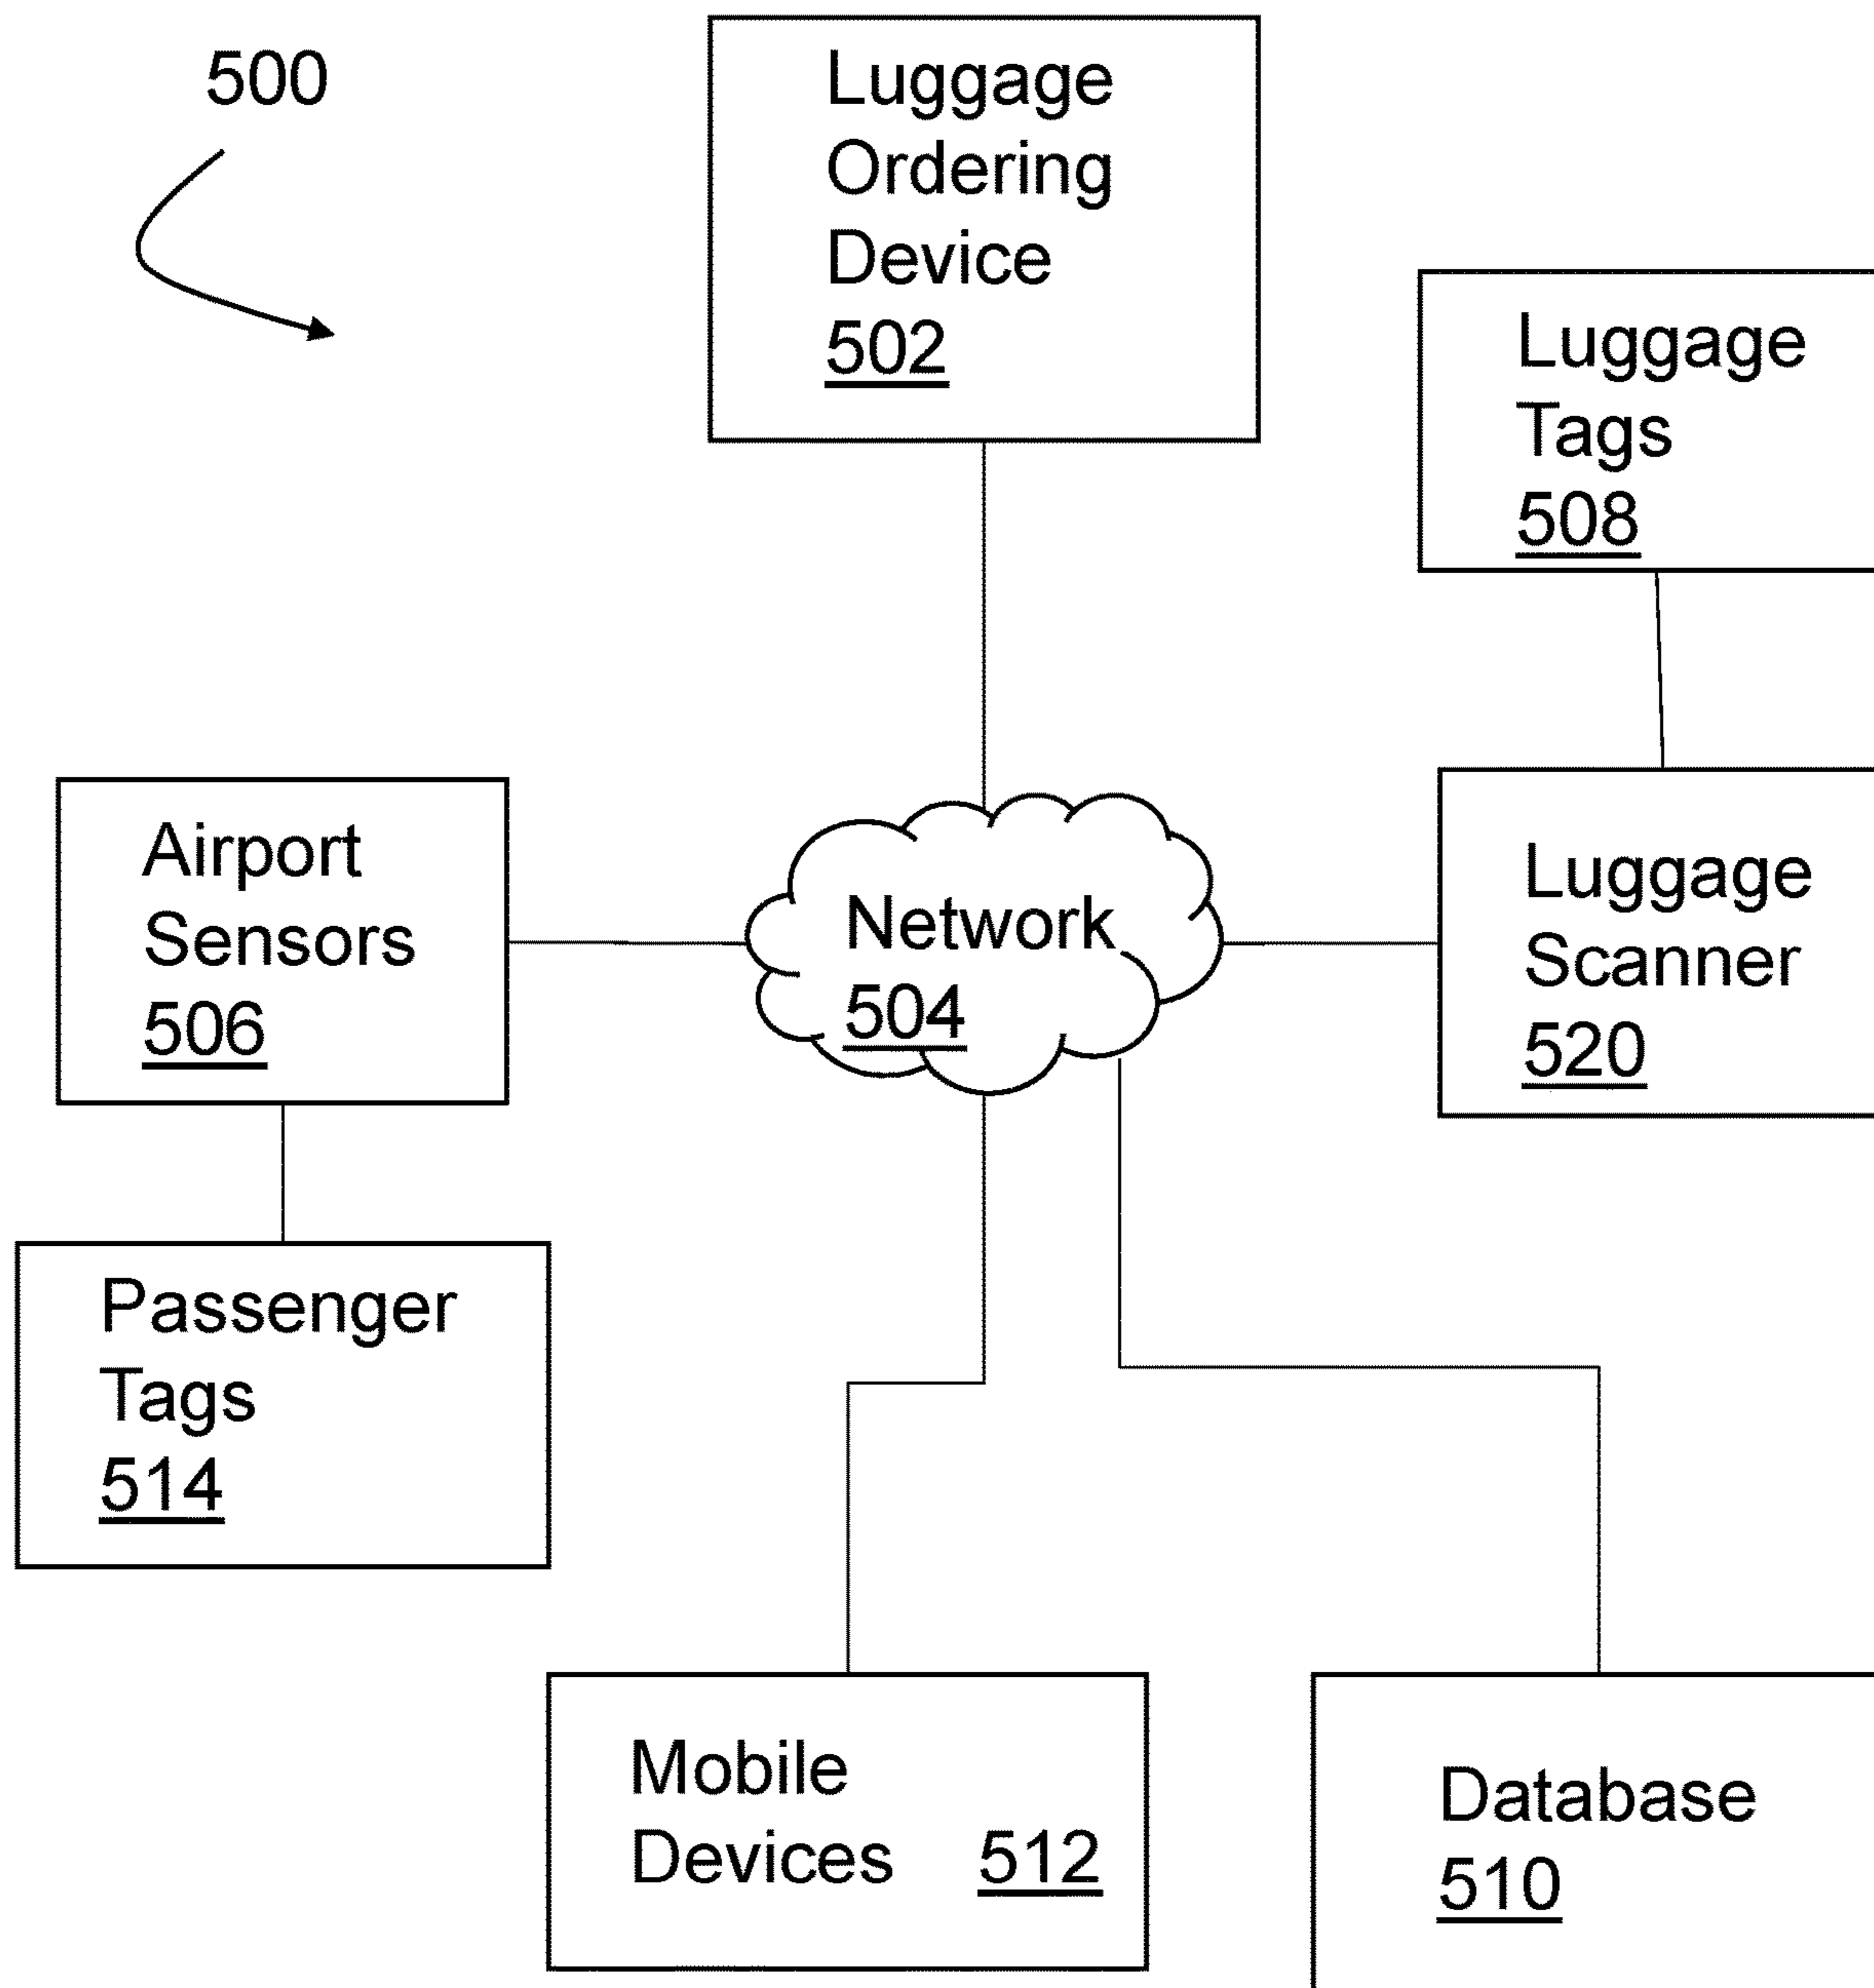 500
Luggage
Ordering
Device
502
Luggage
Tags
508
Airport
Sensors
506
Network
504
Luggage
Scanner
520
Passenger
Tags
514
Mobile
Devices 512
Database
510